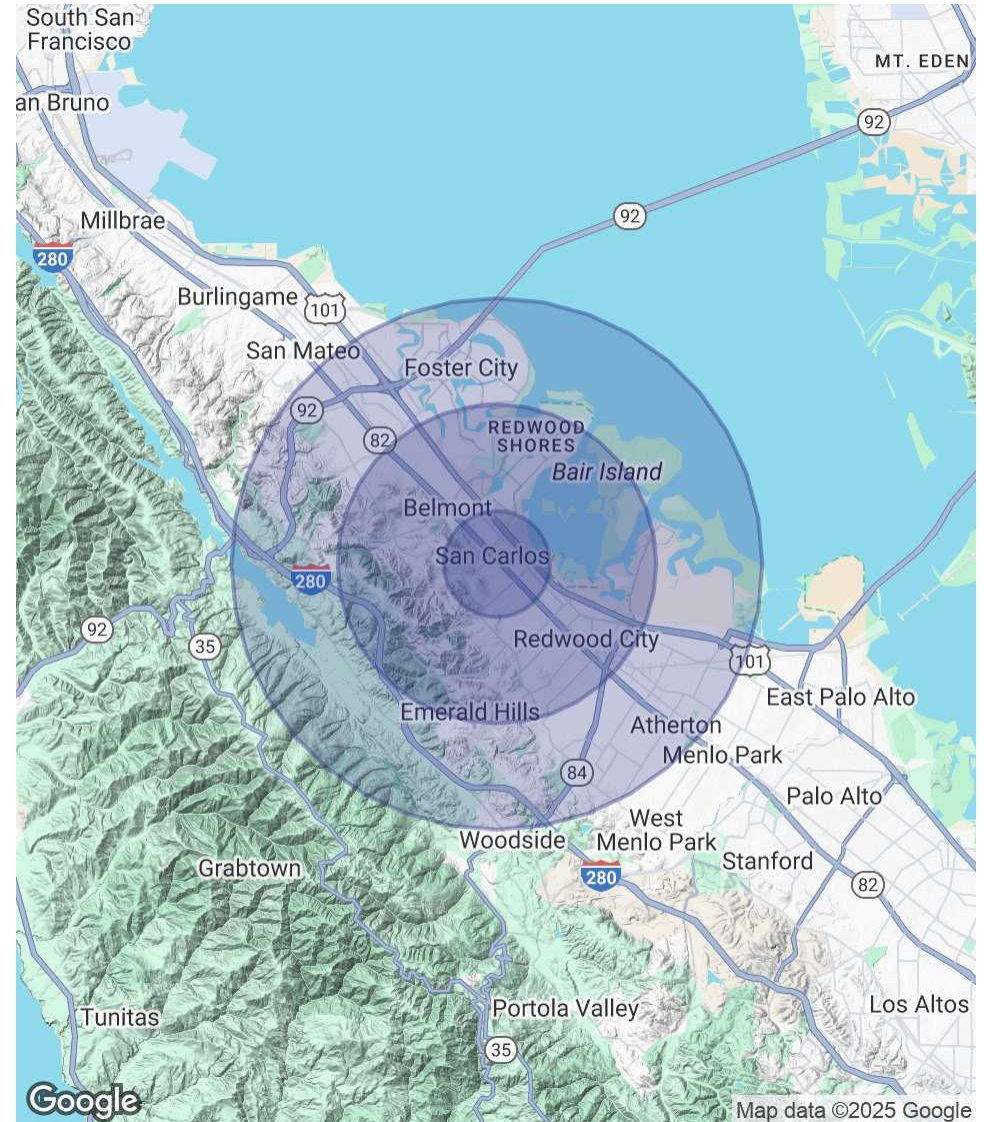 South San
Francisco
MT. EDEN
an Bruno
92
Millbrae
92
280
Burlingame
101
San Mateo
Foster City
92
82
REDWOOD
SHORES
Bair Island
Belmont
San Carlos
280
92
35
Redwood City
101
East Palo Alto
Emerald Hills
Atherton
Menlo Park
84
Palo Alto
West
Menlo Park
Woodside
Stanford
Grabtown
280
82
Tunitas
Portola Valley
Los Altos
35
Google
Map data ©2025 Google